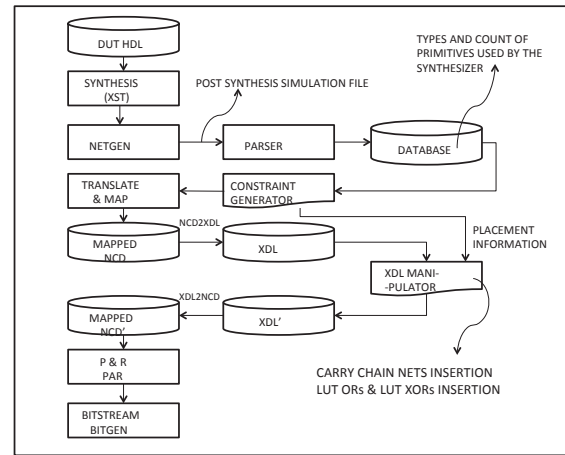 DUT HDL
TYPES AND COUNT OF
PRIMITIVES USED BY THE
SYNTHESIZER
SYNTHESIS
(XST)
POST SYNTHESIS SIMULATION FILE
NETGEN
PARSER
DATABASE
TRANSLATE
& MAP
CONSTRAINT
GENERATOR
MAPPED
NCD
NCD2XDL
XDL
PLACEMENT
INFORMATION
XDL MANI-
-PULATOR
MAPPED
NCD'
XDL2NCD
XDL'
P & R
PAR
CARRY CHAIN NETS INSERTION
LUT ORs & LUT XORs INSERTION
BITSTREAM
BITGEN